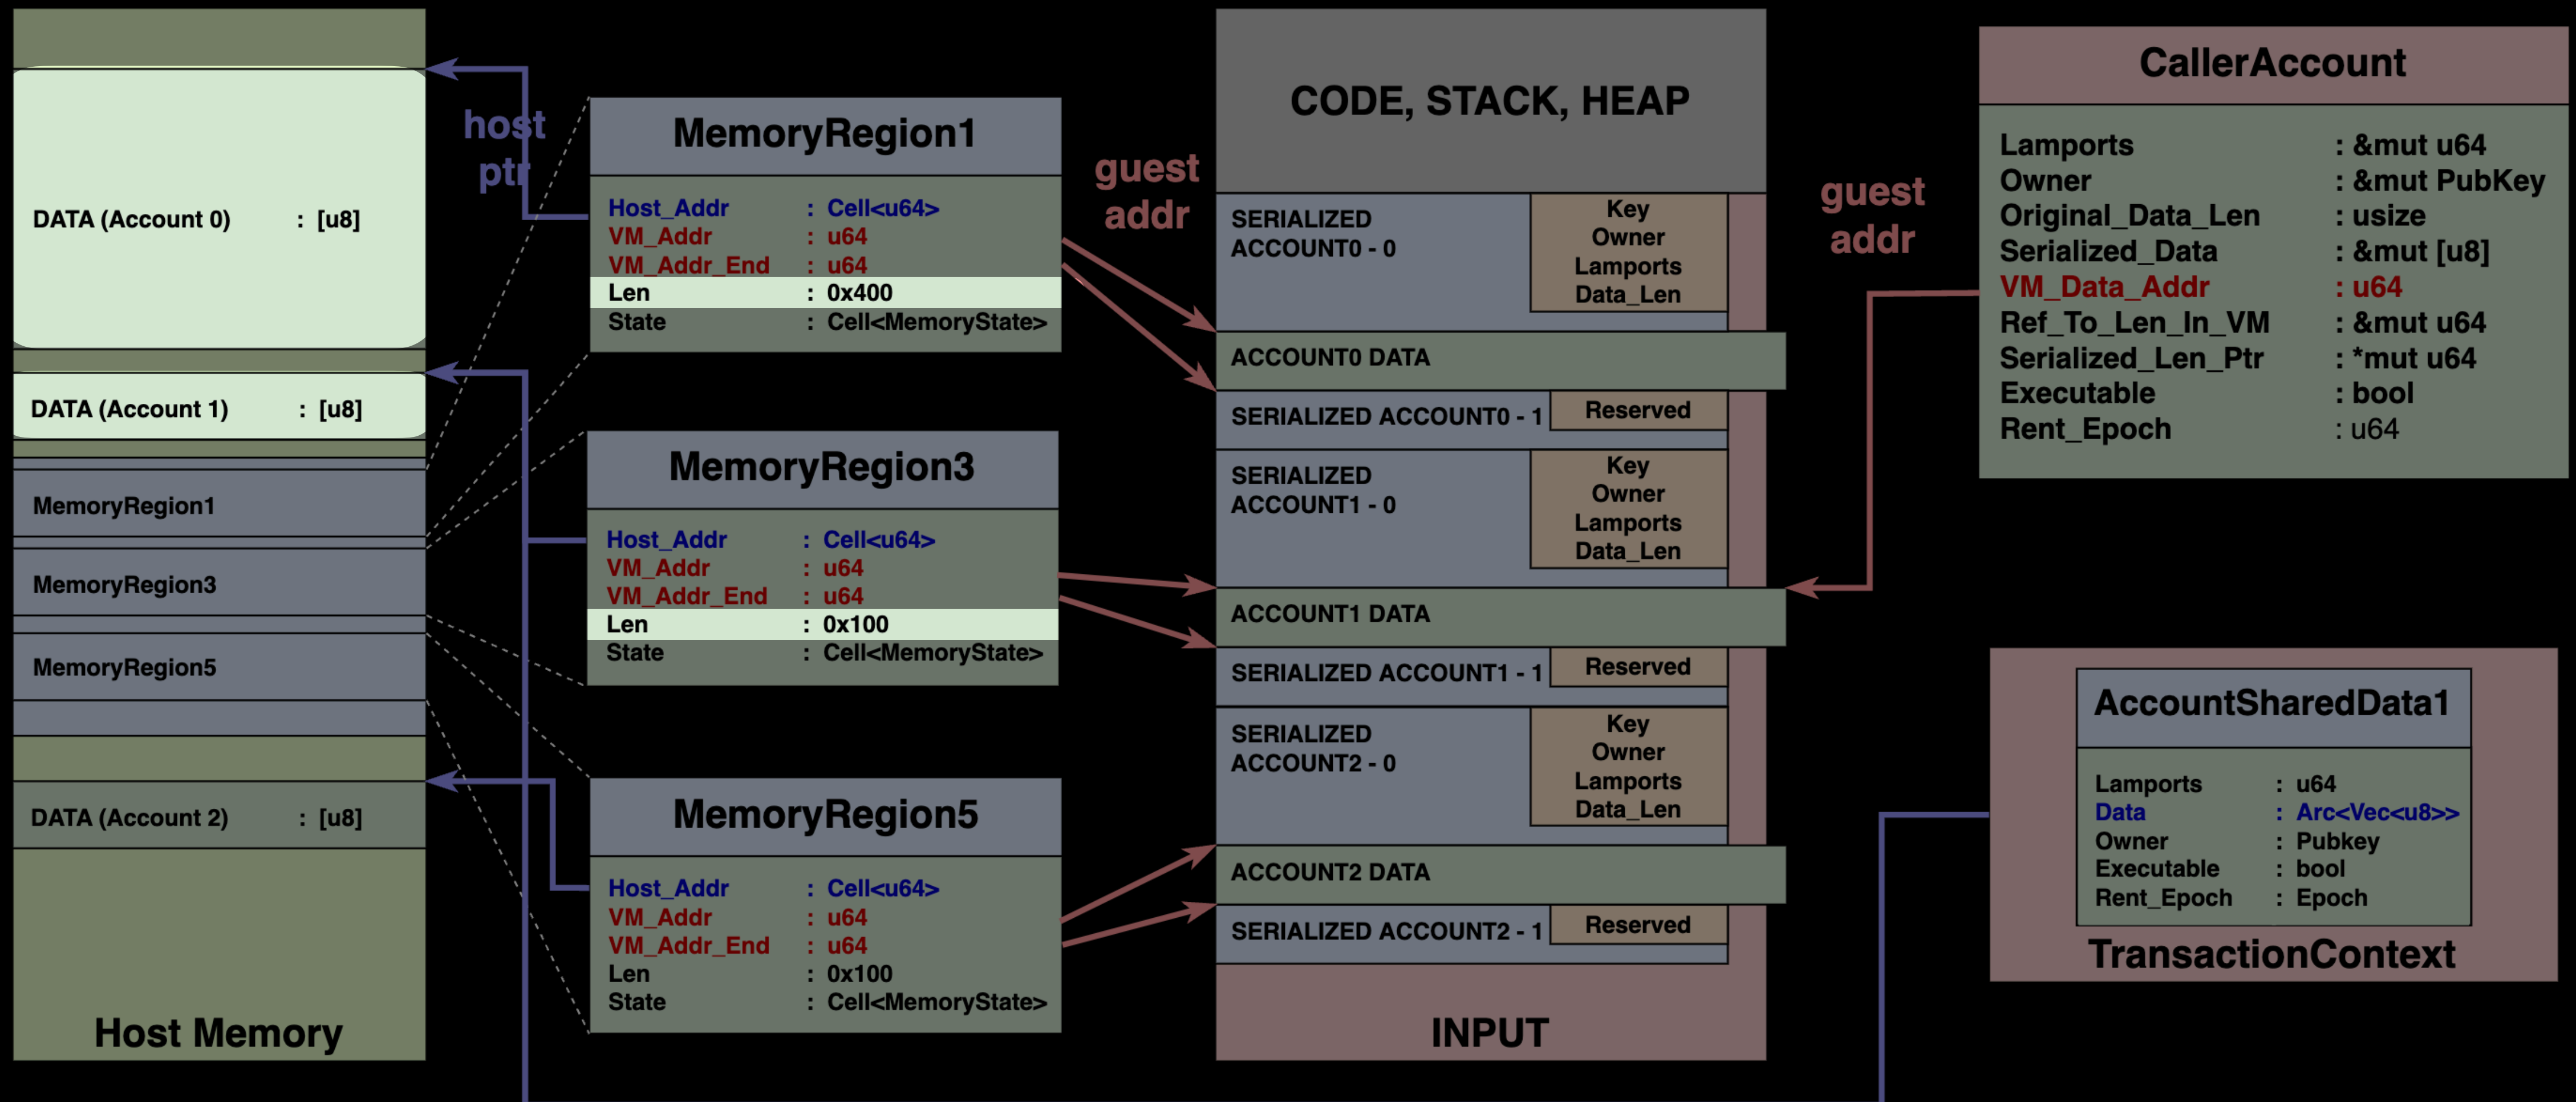 DATA (Account 0) : [u8]
DATA (Account 1) : [u8]
MemoryRegion1
MemoryRegion3
MemoryRegion5
DATA (Account 2) : [u8]
Host Memory
host
ptr
MemoryRegion1
Host_Addr : Cell<u64>
VM_Addr : u64
VM_Addr_End : u64
Len : 0x400
State : Cell<MemoryState>
MemoryRegion3
Host_Addr : Cell<u64>
VM_Addr : u64
VM_Addr_End : u64
Len : 0x100
State : Cell<MemoryState>
MemoryRegion5
Host_Addr : Cell<u64>
VM_Addr : u64
VM_Addr_End : u64
Len : 0x100
State : Cell<MemoryState>
guest
addr
CODE, STACK, HEAP
SERIALIZED
ACCOUNT0 - 0
Key
Owner
Lamports
Data_Len
ACCOUNT0 DATA
SERIALIZED ACCOUNT0 - 1
Reserved
SERIALIZED
ACCOUNT1 - 0
Key
Owner
Lamports
Data_Len
ACCOUNT1 DATA
SERIALIZED ACCOUNT1 - 1
Reserved
SERIALIZED
ACCOUNT2 - 0
Key
Owner
Lamports
Data_Len
ACCOUNT2 DATA
SERIALIZED ACCOUNT2 - 1
Reserved
INPUT
guest
addr
CallerAccount
Lamports : &mut u64
Owner : &mut PubKey
Original_Data_Len : usize
Serialized_Data : &mut [u8]
VM_Data_Addr : u64
Ref_To_Len_In_VM : &mut u64
Serialized_Len_Ptr : *mut u64
Executable : bool
Rent_Epoch : u64
AccountSharedData1
Lamports : u64
Data : Arc<Vec<u8>>
Owner : Pubkey
Executable : bool
Rent_Epoch : Epoch
TransactionContext